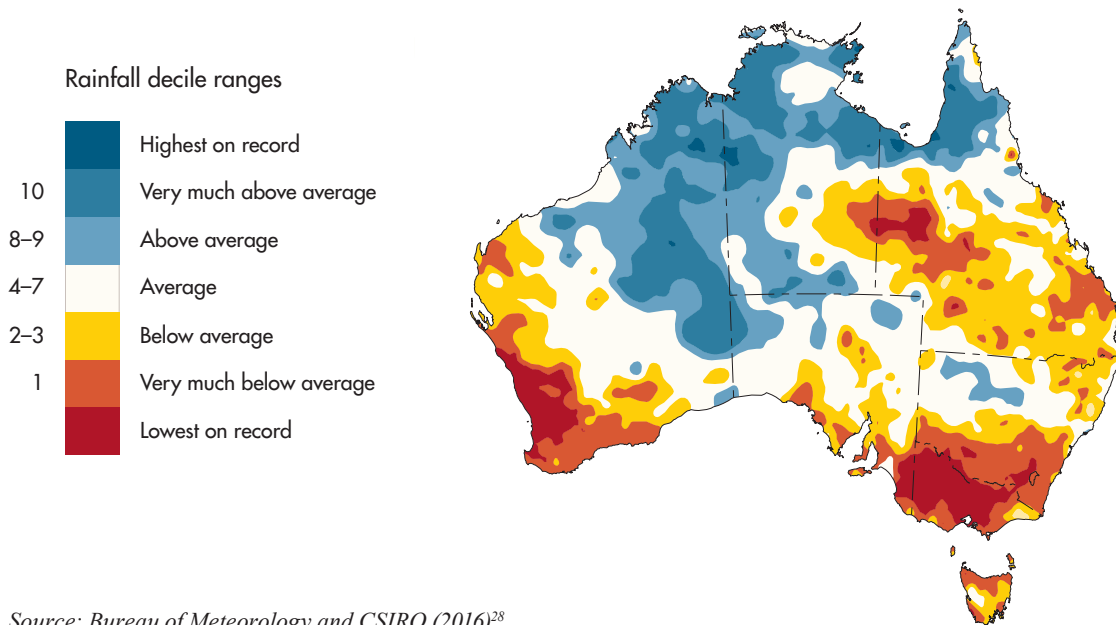 Rainfall decile ranges
Highest on record
10 Very much above average
8–9 Above average
4–7 Average
2–3 Below average
1 Very much below average
Lowest on record
Source: Bureau of Meteorology and CSIRO (2016)28